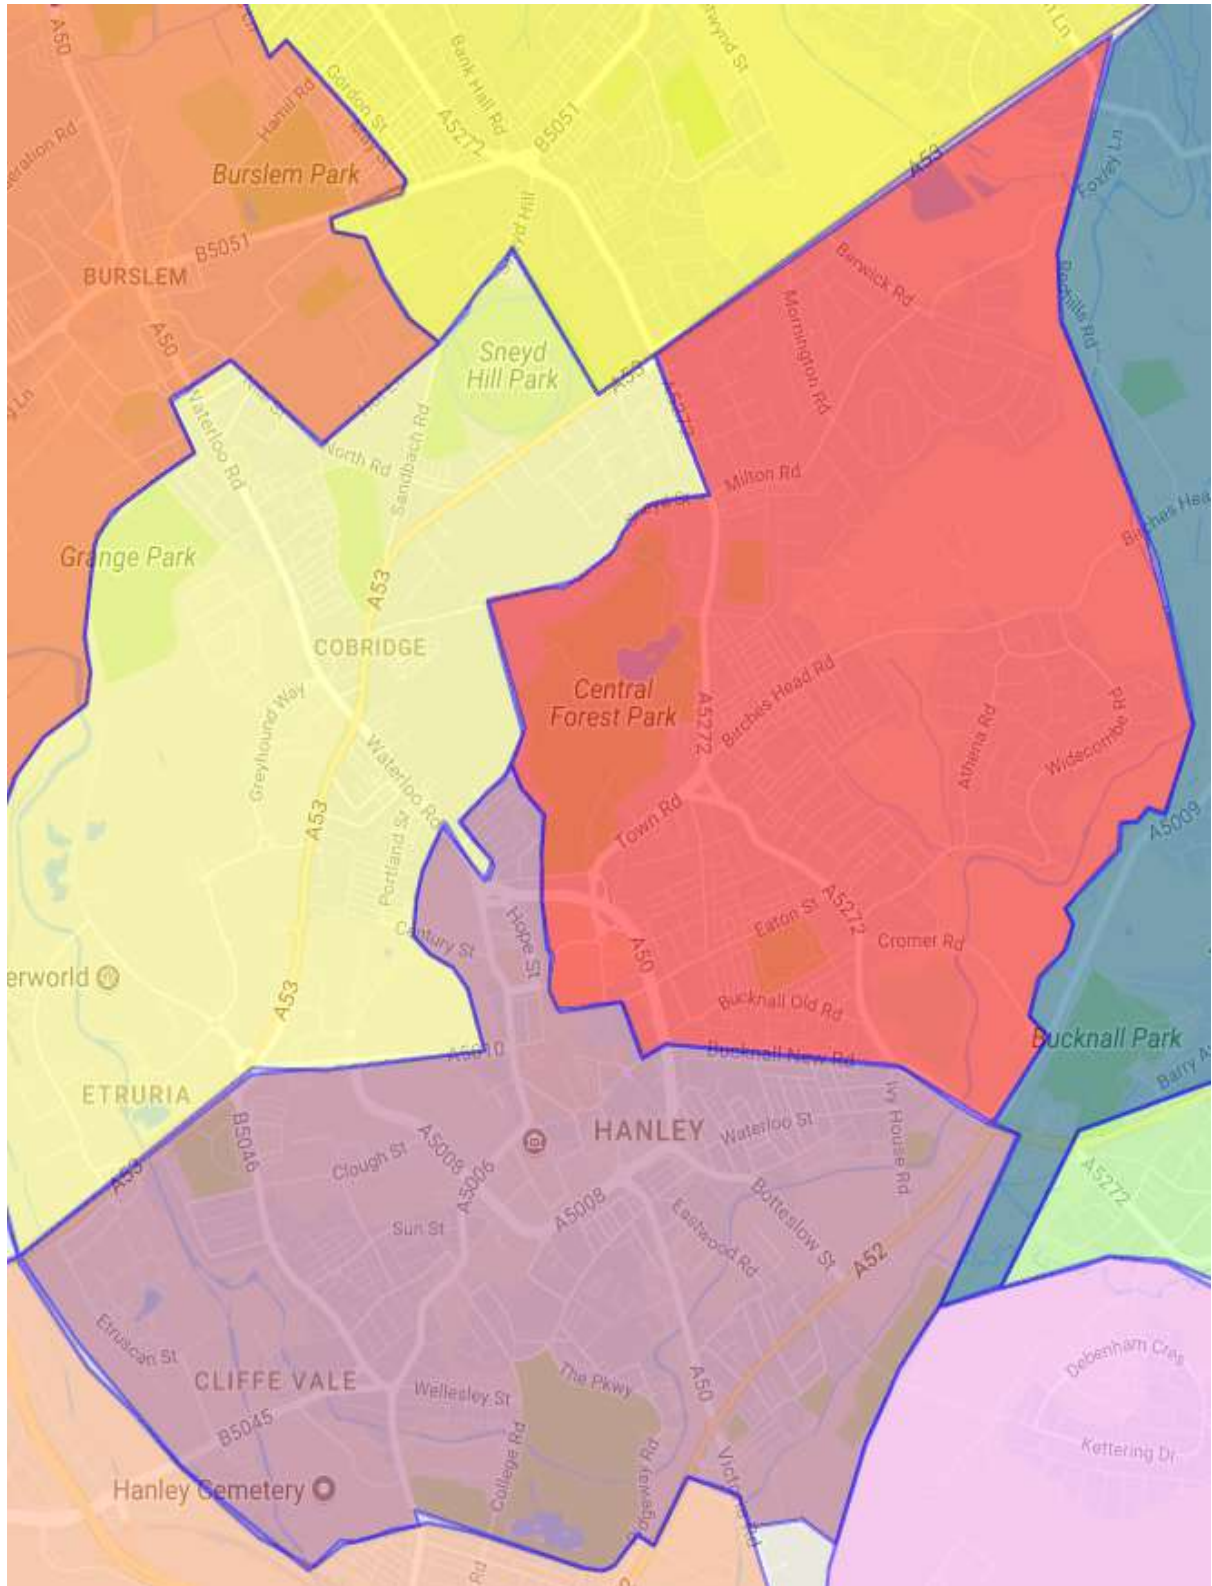 A50
Bank Hall Rd
Gordon St
Hamil Rd
A5272
B5051
Burslem Park
A53
Foxley Ln
B5051
BURSLEM
Berwick Rd
Mornington Rd
A50
Sneyd
Hill Park
A53
A5272
Waterloo Rd
North Rd
Sandbach Rd
Milton Rd
Grange Park
A53
COBRIDGE
Central
Forest Park
Birches Head Rd
A5272
Greyhound Way
Athena Rd
Widecombe Rd
Waterloo Rd
A53
Portland St
Town Rd
A5009
Century St
Hope St
Eaton St
A5272
Cromer Rd
A50
A53
Bucknall Old Rd
Bucknall Park
Bucknall New Rd
ETRURIA
B5046
HANLEY
Waterloo St
Ivy House Rd
Clough St
A5008
A5006
A53
A5272
Sun St
A5008
Eastwood Rd
Botteslow St
A52
Etruscan St
CLIFFE VALE
Wellesley St
The Pkwy
A50
Debenham Cres
B5045
College Rd
Kettering Dr
Hanley Cemetery
Victoria Rd
Rd